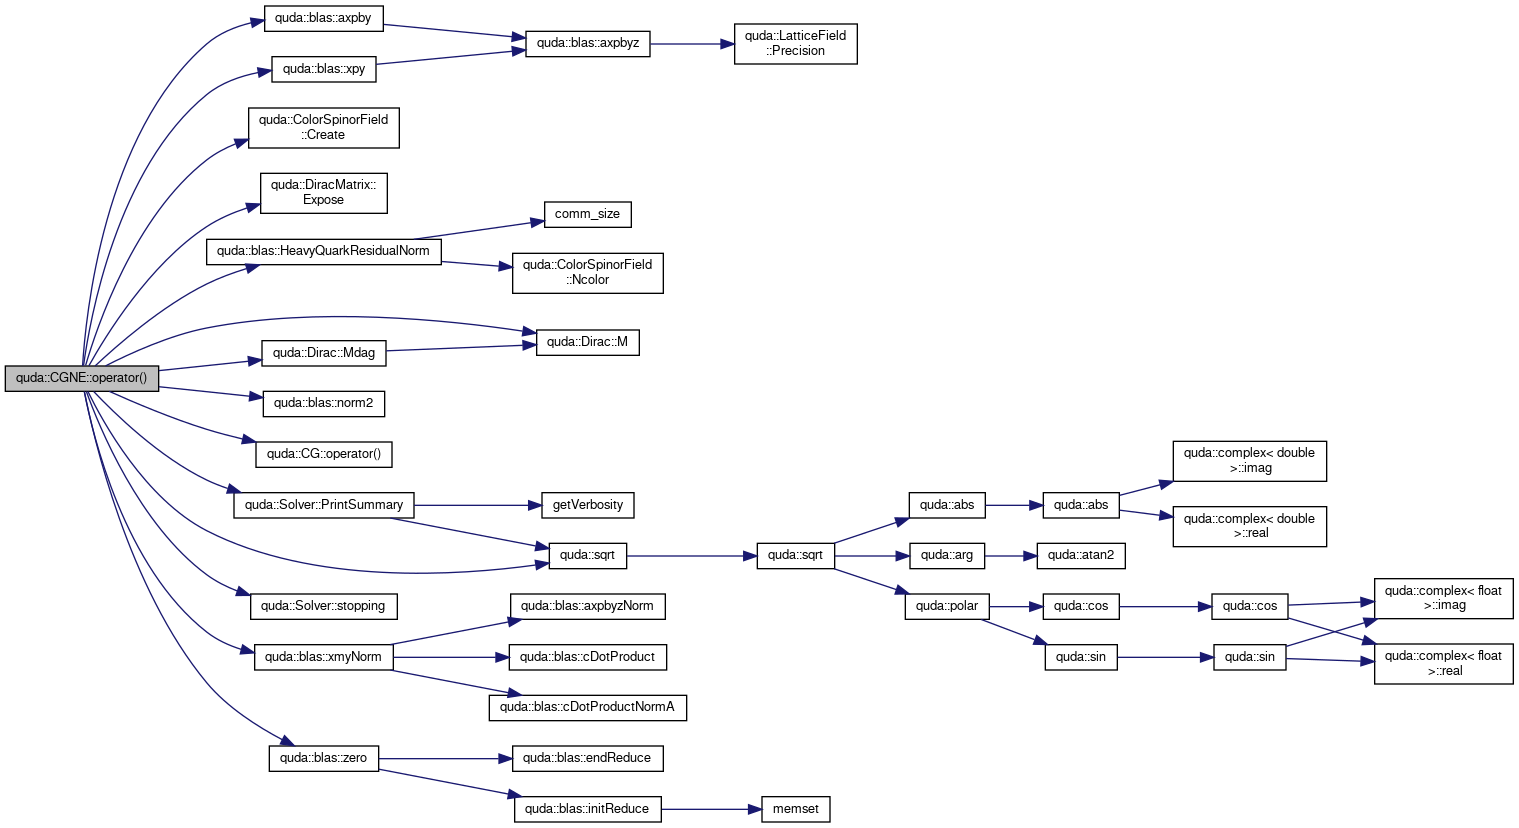 quda::blas::axpby
quda::blas::axpbyz
quda::LatticeField
::Precision
quda::blas::xpy
quda::ColorSpinorField
::Create
quda::DiracMatrix::
Expose
comm_size
quda::blas::HeavyQuarkResidualNorm
quda::ColorSpinorField
::Ncolor
quda::Dirac::M
quda::Dirac::Mdag
quda::CGNE::operator()
quda::blas::norm2
quda::CG::operator()
quda::complex< double
>::imag
quda::Solver::PrintSummary
getVerbosity
quda::abs
quda::abs
quda::complex< double
>::real
quda::sqrt
quda::sqrt
quda::arg
quda::atan2
quda::Solver::stopping
quda::blas::axpbyzNorm
quda::polar
quda::cos
quda::cos
quda::complex< float
>::imag
quda::blas::xmyNorm
quda::blas::cDotProduct
quda::sin
quda::sin
quda::complex< float
>::real
quda::blas::cDotProductNormA
quda::blas::zero
quda::blas::endReduce
quda::blas::initReduce
memset